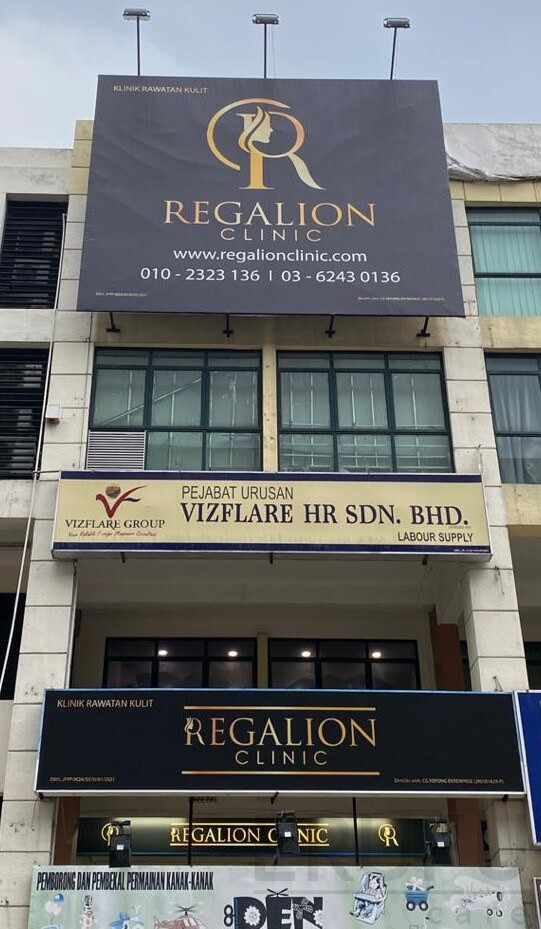 KLINIK RAWATAN KULIT
REGALION
CLINIC
www.regalionclinic.com
010 - 2323 136 I 03 - 6243 0136
VIZFLARE GROUP
PEJABAT URUSAN
VIZFLARE HR SDN. BHD.
LABOUR SUPPLY
KLINIK RAWATAN KULIT
REGALION
CLINIC
REGALION CLINIC
PEMBORONG DAN PEMBEKAL PERMAINAN KANAK-KANAK